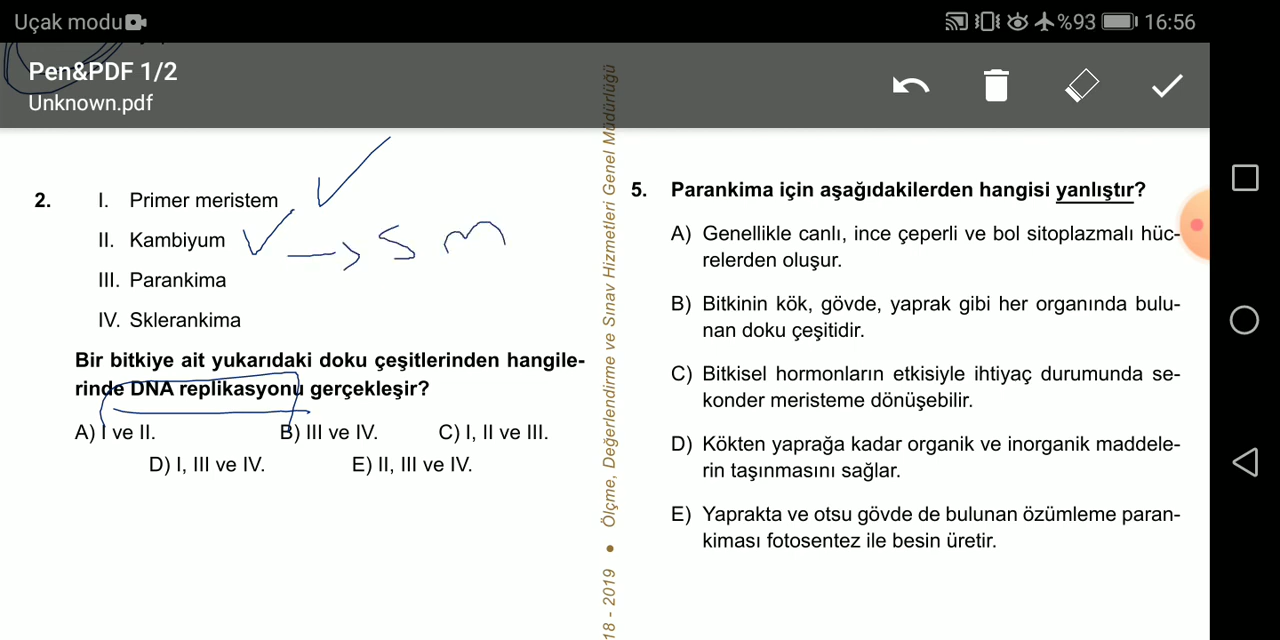 Uçak modu
%93
16:56
Pen&PDF 1/2
Unknown.pdf
2.
I. Primer meristem
II. Kambiyum → S M
III. Parankima
IV. Sklerankima
Bir bitkiye ait yukarıdaki doku çeşitlerinden hangile-
rinde DNA replikasyonu gerçekleşir?
A) I ve II.
B) III ve IV.
C) I, II ve III.
D) I, III ve IV.
E) II, III ve IV.
18 - 2019 • Ölçme, Değerlendirme ve Sınav Hizmetleri Genel Müdürlüğü
5. Parankima için aşağıdakilerden hangisi yanlıştır?
A) Genellikle canlı, ince çeperli ve bol sitoplazmalı hüc-
relerden oluşur.
B) Bitkinin kök, gövde, yaprak gibi her organında bulu-
nan doku çeşitidir.
C) Bitkisel hormonların etkisiyle ihtiyaç durumunda se-
konder meristeme dönüşebilir.
D) Kökten yaprağa kadar organik ve inorganik maddele-
rin taşınmasını sağlar.
E) Yaprakta ve otsu gövde de bulunan özümleme paran-
kiması fotosentez ile besin üretir.